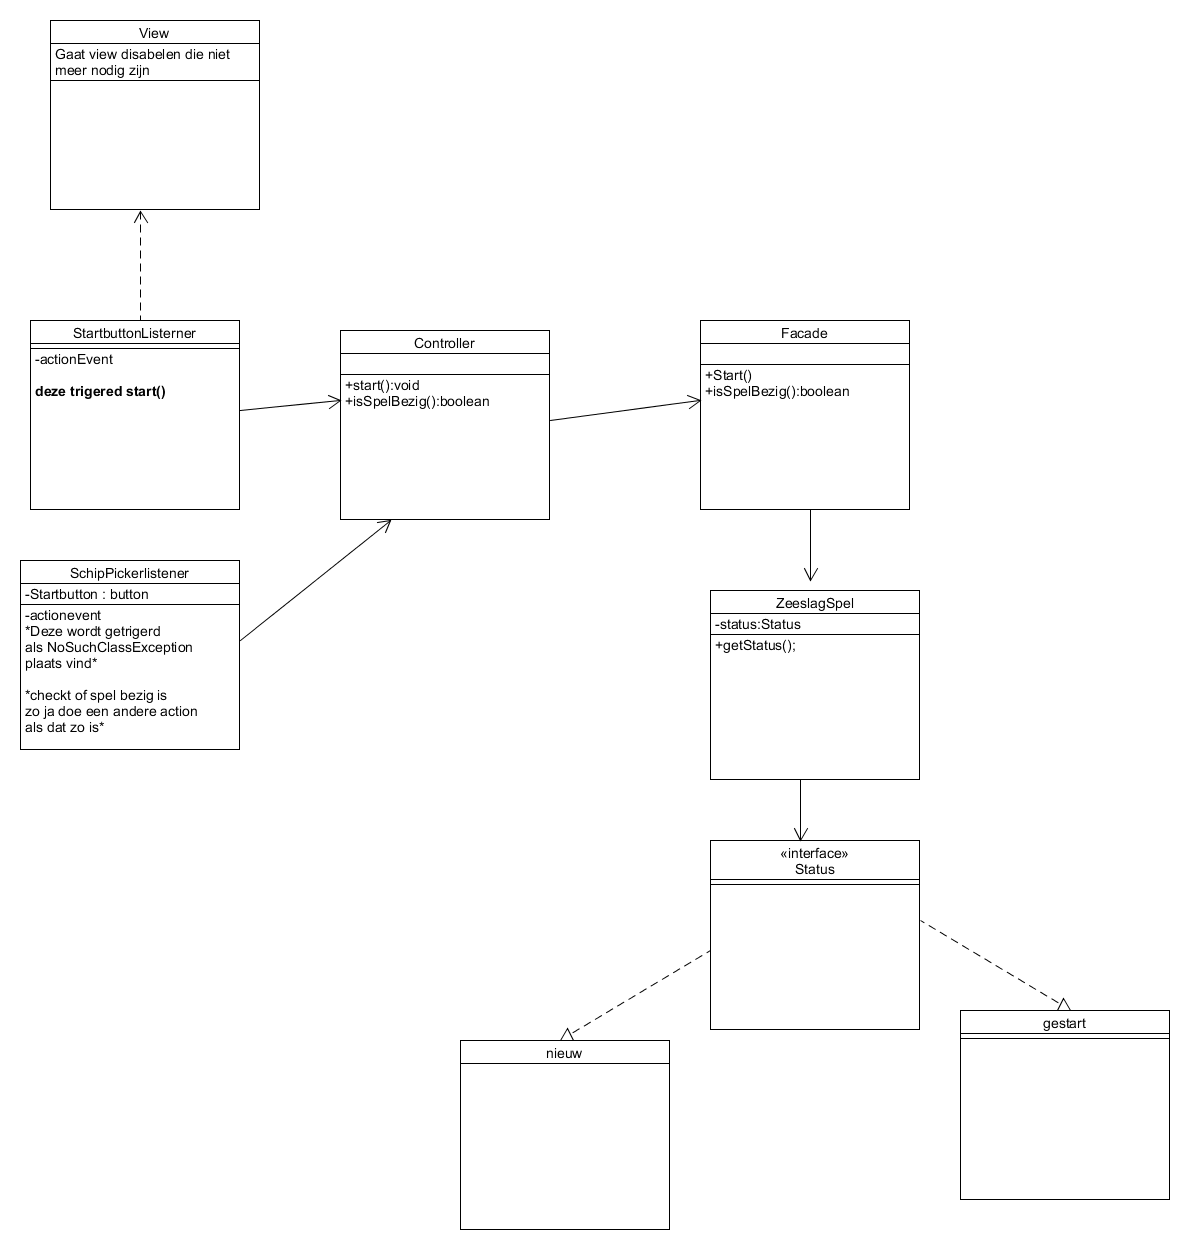 View
Gaat view disabelen die niet
meer nodig zijn
StartbuttonListerner
-actionEvent
deze trigered start()
Controller
+start():void
+isSpelBezig():boolean
Facade
+Start()
+isSpelBezig():boolean
SchipPickerlistener
-Startbutton : button
-actionevent
*Deze wordt getrigerd
als NoSuchClassException
plaats vind*
*checkt of spel bezig is
zo ja doe een andere action
als dat zo is*
ZeeslagSpel
-status:Status
+getStatus();
«interface»
Status
nieuw
gestart